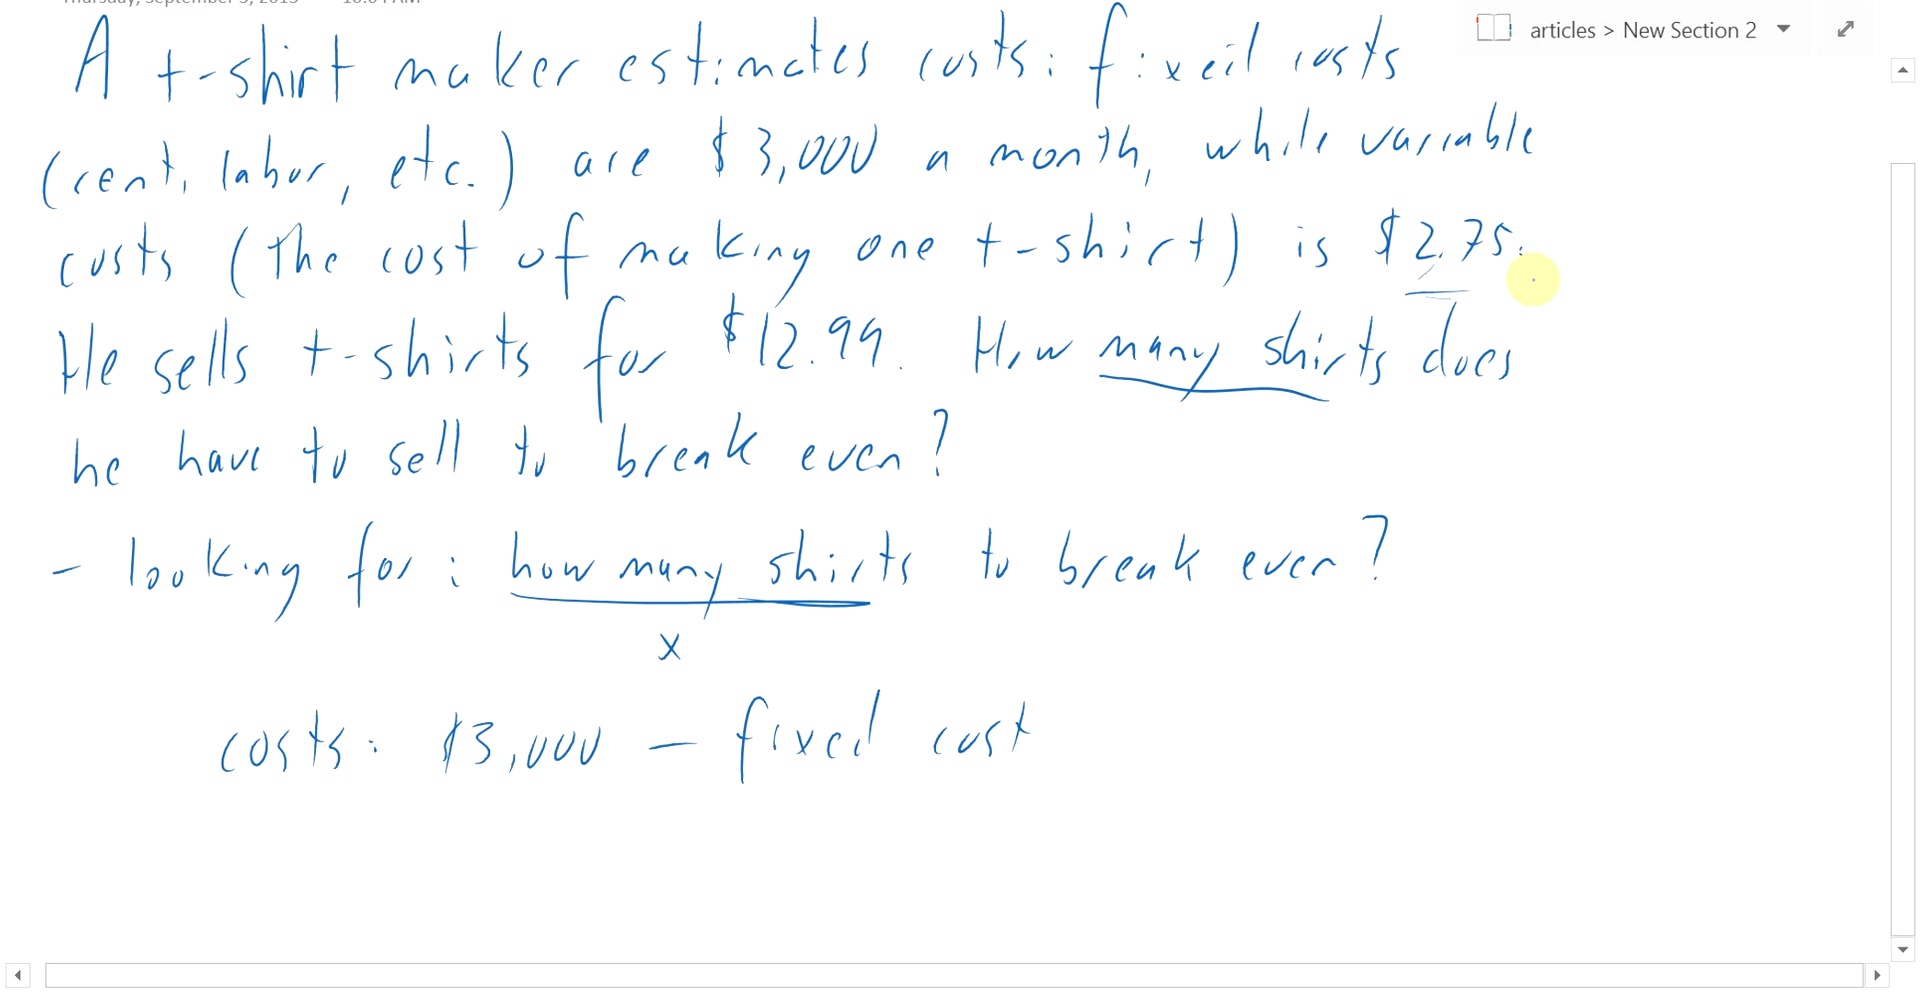 articles > New Section 2
A t-shirt maker estimates costs: fixed costs
(rent, labor, etc.) are $3,000 a month, while variable
costs (the cost of making one t-shirt) is $2.75.
He sells t-shirts for $12.99. How many shirts does
he have to sell to break even?
- looking for: how many shirts to break even?
x
costs: $3,000 - fixed cost